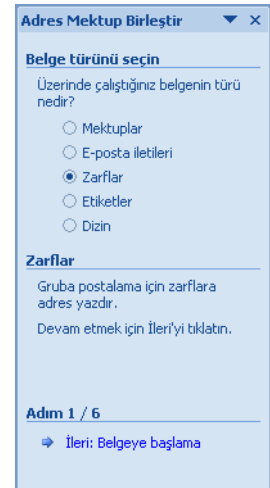 Adres Mektup Birleştir
Belge türünü seçin
Üzerinde çalıştığınız belgenin türü
nedir?
Mektuplar
E-posta iletileri
Zarflar
Etiketler
Dizin
Zarflar
Gruba postalama için zarflara
adres yazdır.
Devam etmek için İleri'yi tıklatın.
Adım 1 / 6
İleri: Belgeye başlama